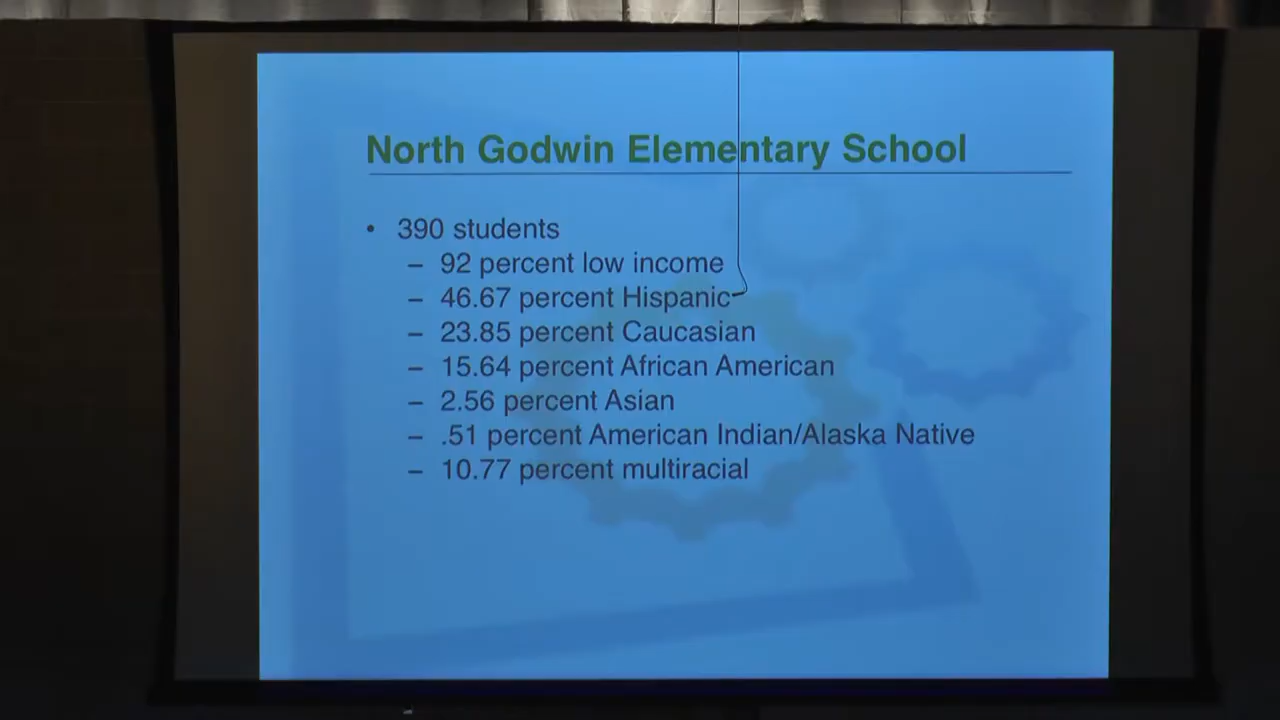 North Godwin Elementary School
• 390 students
– 92 percent low income
– 46.67 percent Hispanic
– 23.85 percent Caucasian
– 15.64 percent African American
– 2.56 percent Asian
– .51 percent American Indian/Alaska Native
– 10.77 percent multiracial